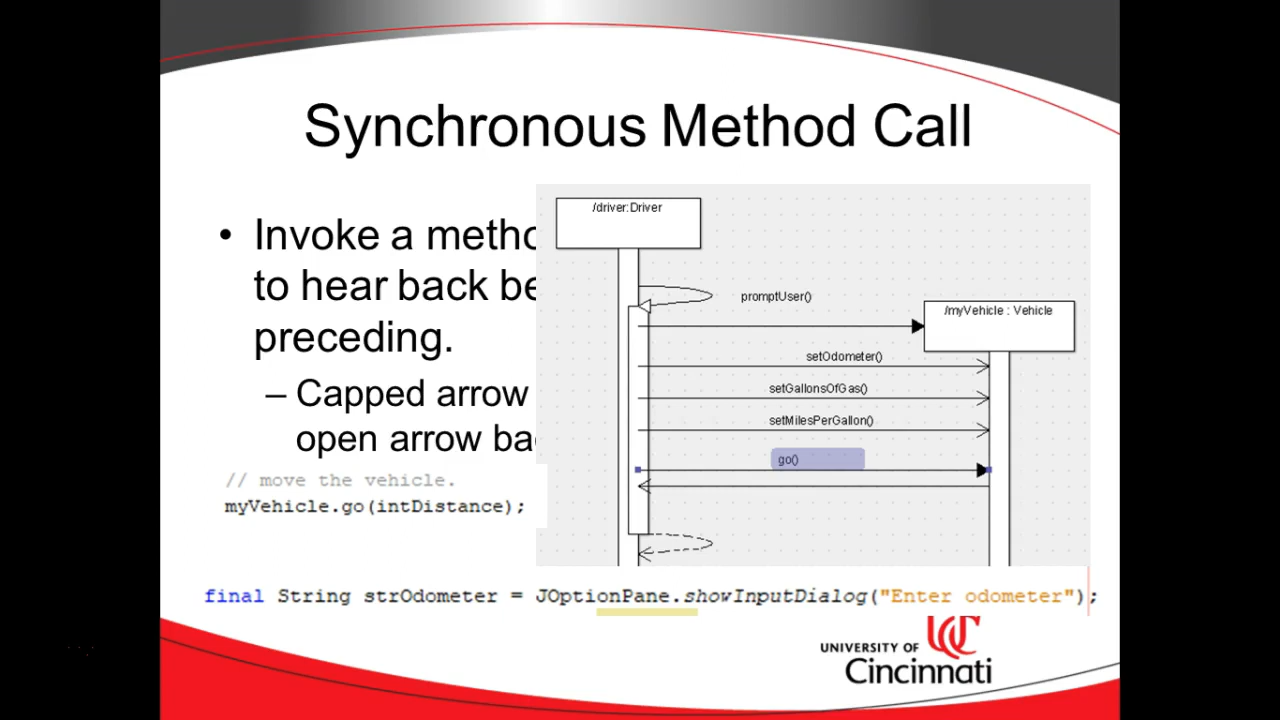 Synchronous Method Call
• Invoke a metho
to hear back be
preceding.
– Capped arrow
open arrow ba
// move the vehicle.
myVehicle.go(intDistance);
/driver:Driver
promptUser()
/myVehicle : Vehicle
setOdometer()
setGallonsOfGas()
setMilesPerGallon()
go()
final String strOdometer = JOptionPane.showInputDialog("Enter odometer");
UNIVERSITY OF
Cincinnati